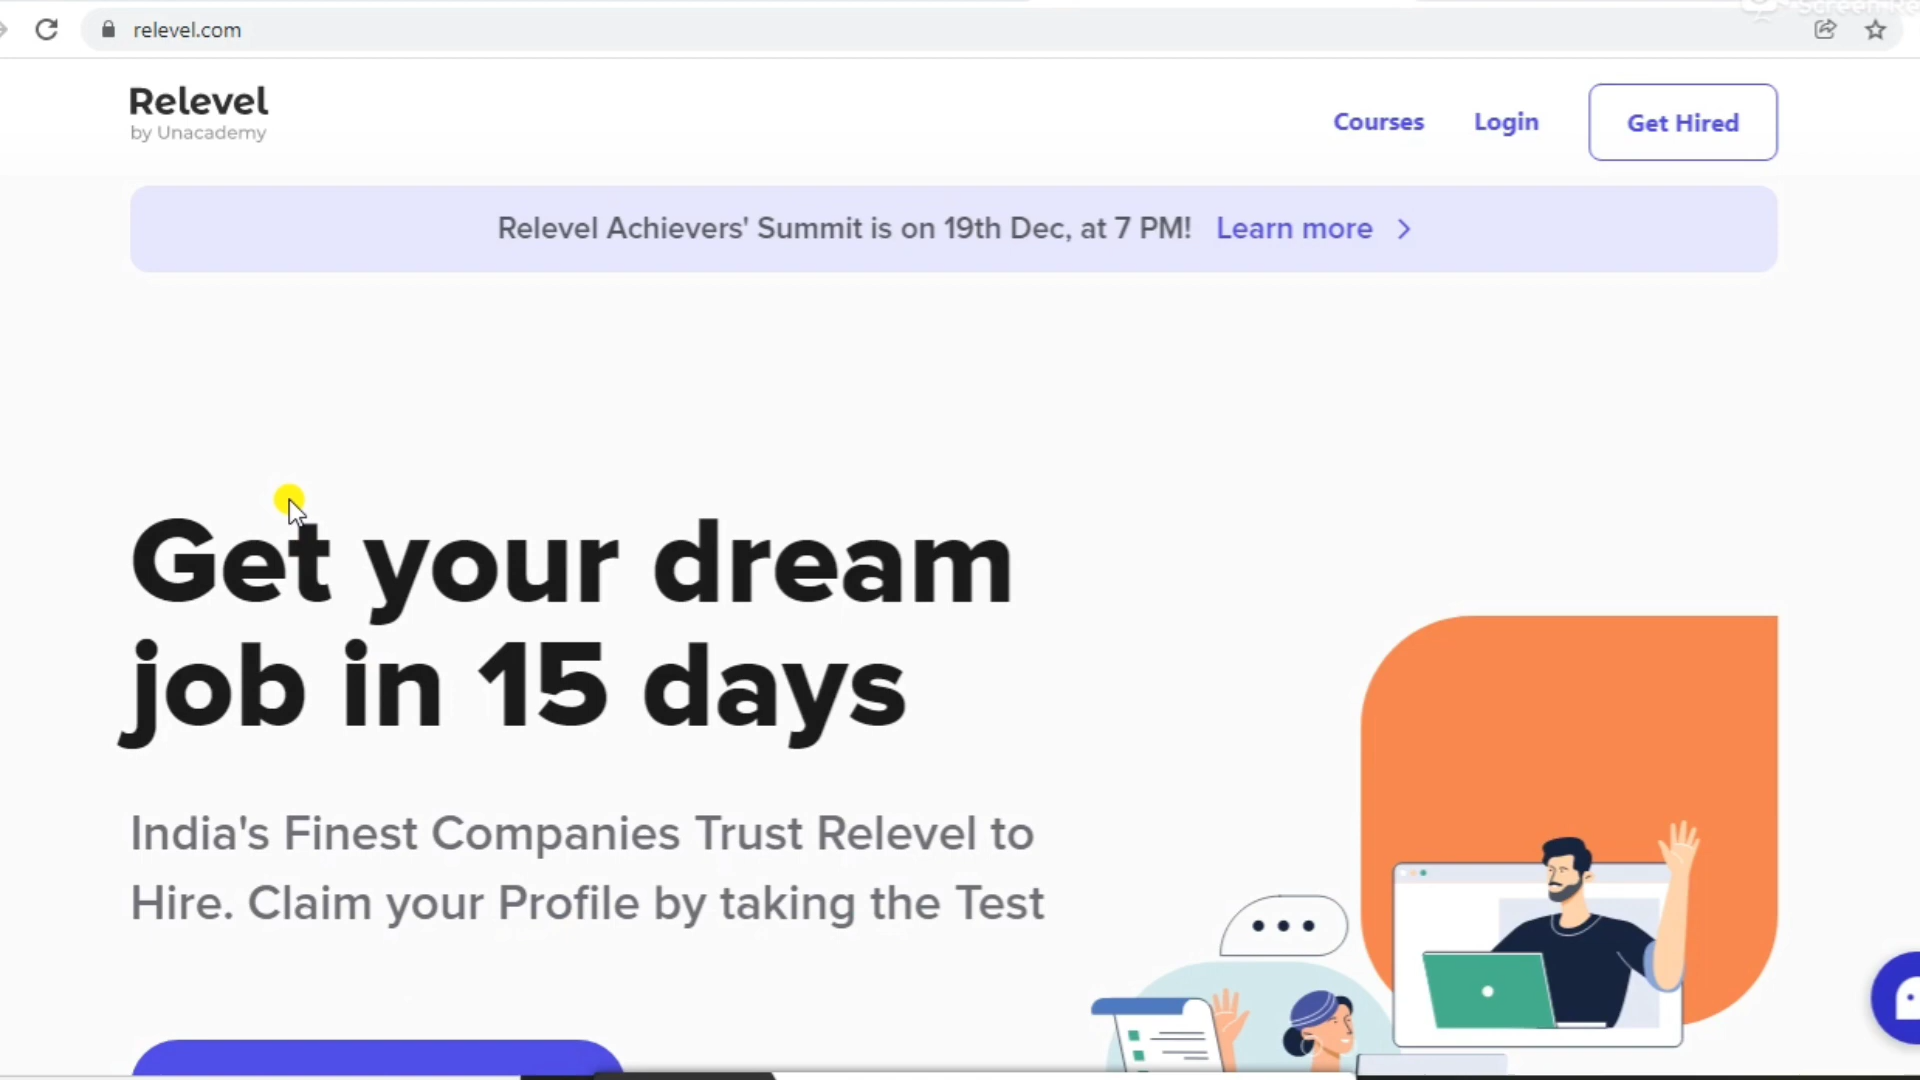 relevel.com
Relevel
by Unacademy
Courses Login Get Hired
Relevel Achievers' Summit is on 19th Dec, at 7 PM! Learn more
Get your dream
job in 15 days
India's Finest Companies Trust Relevel to
Hire. Claim your Profile by taking the Test